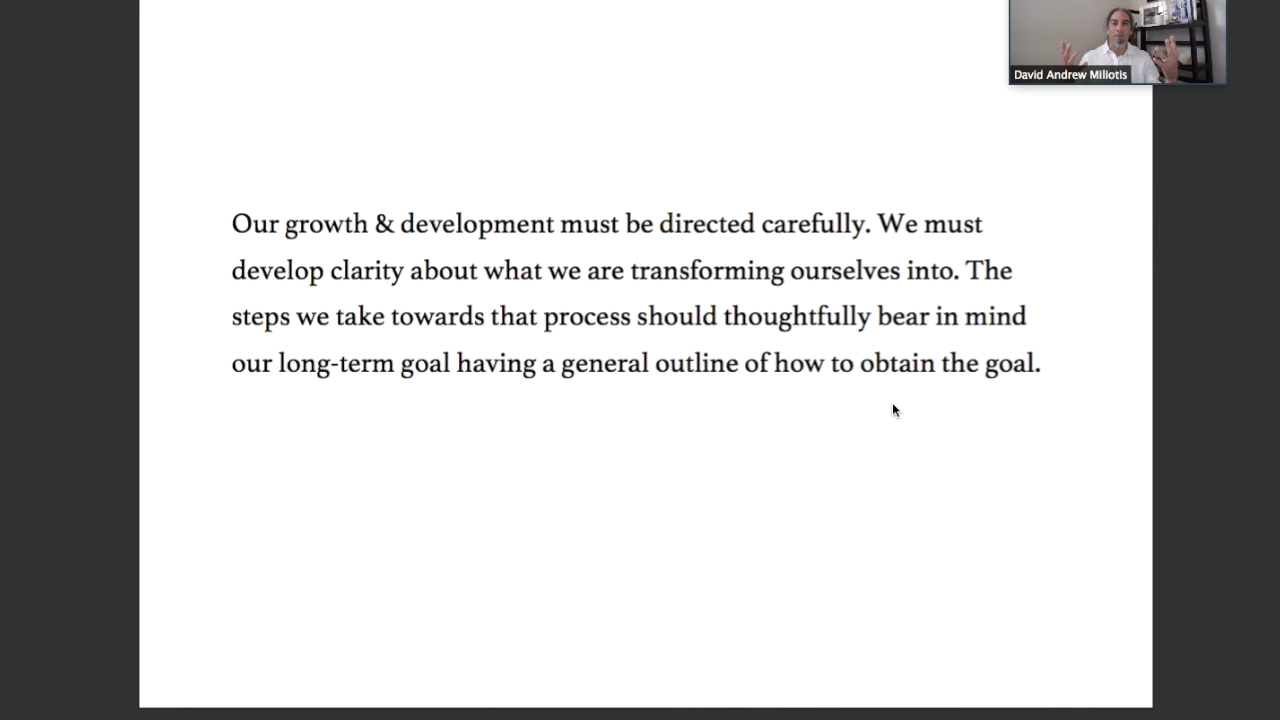 David Andrew Miliotis
Our growth & development must be directed carefully. We must
develop clarity about what we are transforming ourselves into. The
steps we take towards that process should thoughtfully bear in mind
our long-term goal having a general outline of how to obtain the goal.